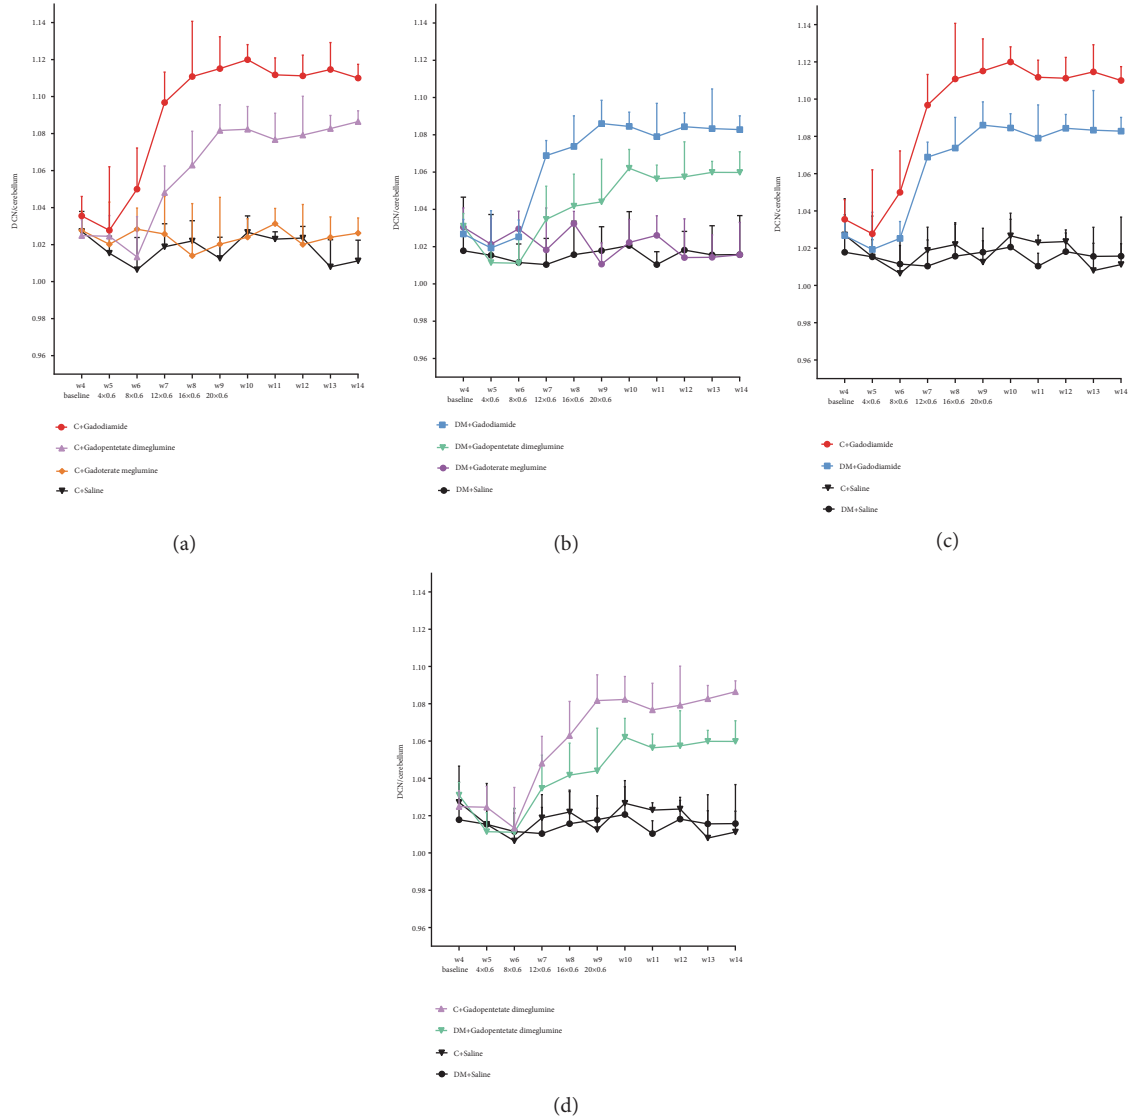 1.14
1.12
1.10
1.08
1.06
1.04
1.02
1.00
0.98
0.96
DCN/cerebellum
w4 w5 w6 w7 w8 w9 w10 w11 w12 w13 w14
baseline 4×0.6 8×0.6 12×0.6 16×0.6 20×0.6
C+Gadodiamide
C+Gadopentetate dimeglumine
C+Gadoterate meglumine
C+Saline
(a)
1.14
1.12
1.10
1.08
1.06
1.04
1.02
1.00
0.98
0.96
DCN/cerebellum
w4 w5 w6 w7 w8 w9 w10 w11 w12 w13 w14
baseline 4×0.6 8×0.6 12×0.6 16×0.6 20×0.6
DM+Gadodiamide
DM+Gadopentetate dimeglumine
DM+Gadoterate meglumine
DM+Saline
(b)
1.14
1.12
1.10
1.08
1.06
1.04
1.02
1.00
0.98
0.96
DCN/cerebellum
w4 w5 w6 w7 w8 w9 w10 w11 w12 w13 w14
baseline 4×0.6 8×0.6 12×0.6 16×0.6 20×0.6
C+Gadodiamide
DM+Gadodiamide
C+Saline
DM+Saline
(c)
1.14
1.12
1.10
1.08
1.06
1.04
1.02
1.00
0.98
0.96
DCN/cerebellum
w4 w5 w6 w7 w8 w9 w10 w11 w12 w13 w14
baseline 4×0.6 8×0.6 12×0.6 16×0.6 20×0.6
C+Gadopentetate dimeglumine
DM+Gadopentetate dimeglumine
C+Saline
DM+Saline
(d)